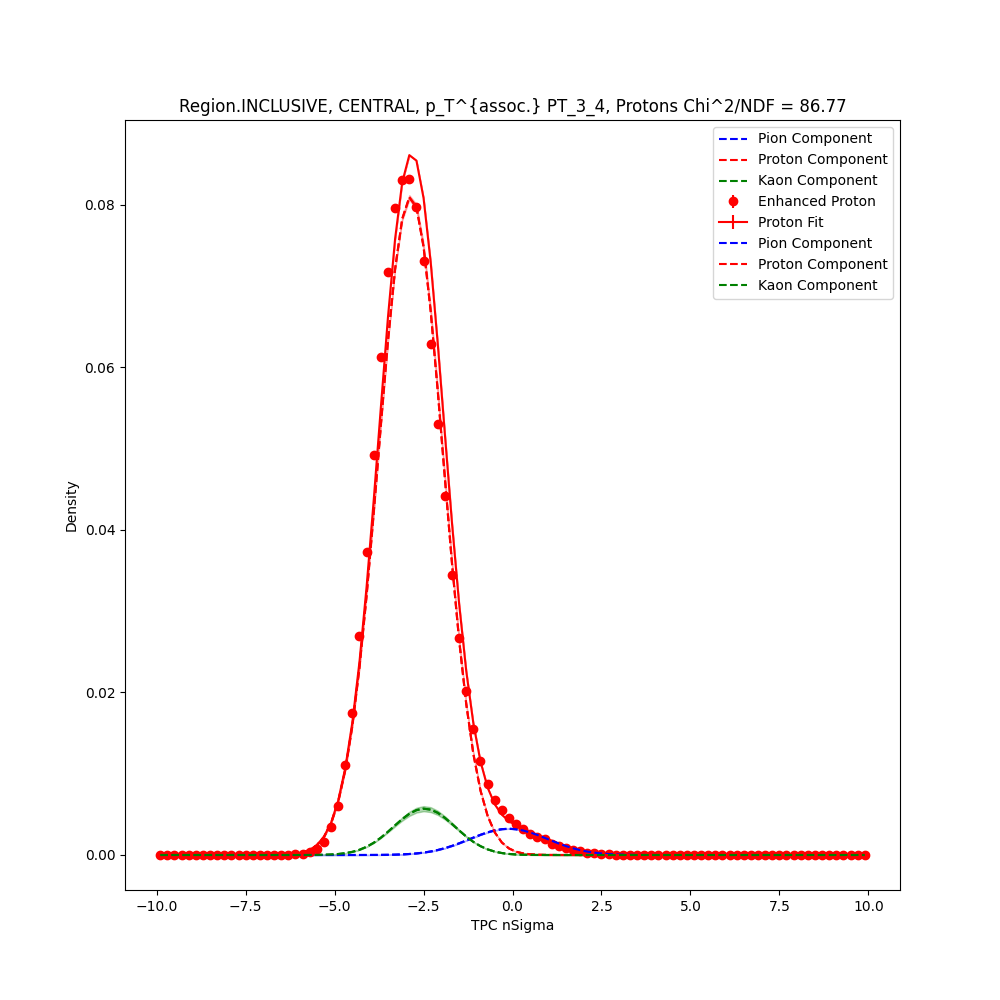 Region.INCLUSIVE, CENTRAL, p_T^{assoc.} PT_3_4, Protons Chi^2/NDF = 86.77
Pion Component
Proton Component
Kaon Component
Enhanced Proton
Proton Fit
Pion Component
Proton Component
Kaon Component
Density
0.08
0.06
0.04
0.02
0.00
−10.0
−7.5
−5.0
−2.5
0.0
2.5
5.0
7.5
10.0
TPC nSigma